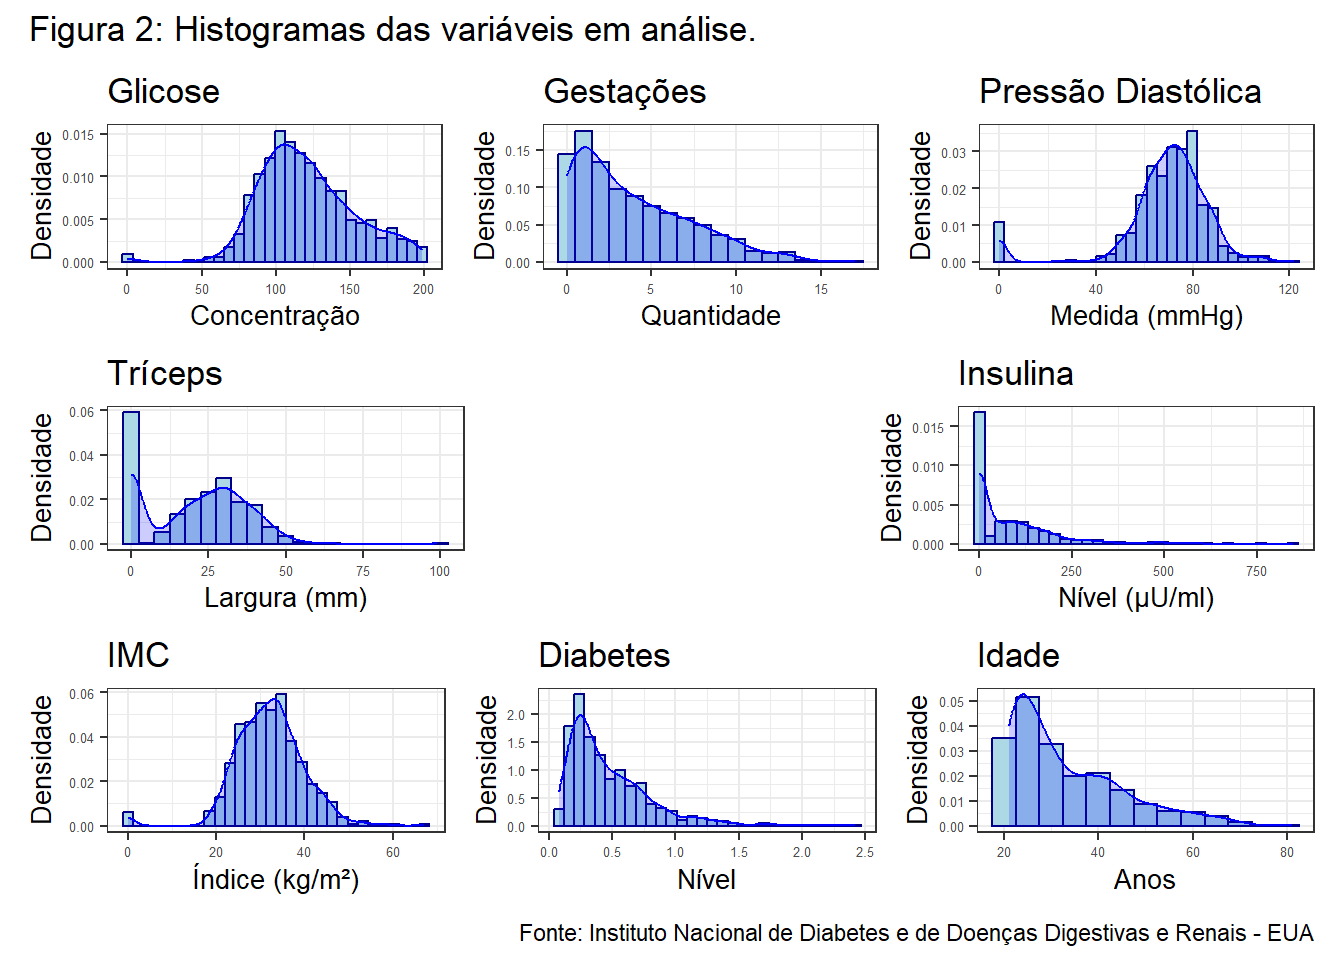 Figura 2: Histogramas das variáveis em análise.
Glicose
Densidade
0.015
0.010
0.005
0.000
0 50 100 150 200
Concentração
Gestações
Densidade
0.15
0.10
0.05
0.00
0 5 10 15
Quantidade
Pressão Diastólica
Densidade
0.03
0.02
0.01
0.00
0 40 80 120
Medida (mmHg)
Tríceps
Densidade
0.06
0.04
0.02
0.00
0 25 50 75 100
Largura (mm)
Insulina
Densidade
0.015
0.010
0.005
0.000
0 250 500 750
Nível (µU/ml)
IMC
Densidade
0.06
0.04
0.02
0.00
0 20 40 60
Índice (kg/m²)
Diabetes
Densidade
2.0
1.5
1.0
0.5
0.0
0.0 0.5 1.0 1.5 2.0 2.5
Nível
Idade
Densidade
0.05
0.04
0.03
0.02
0.01
0.00
20 40 60 80
Anos
Fonte: Instituto Nacional de Diabetes e de Doenças Digestivas e Renais - EUA